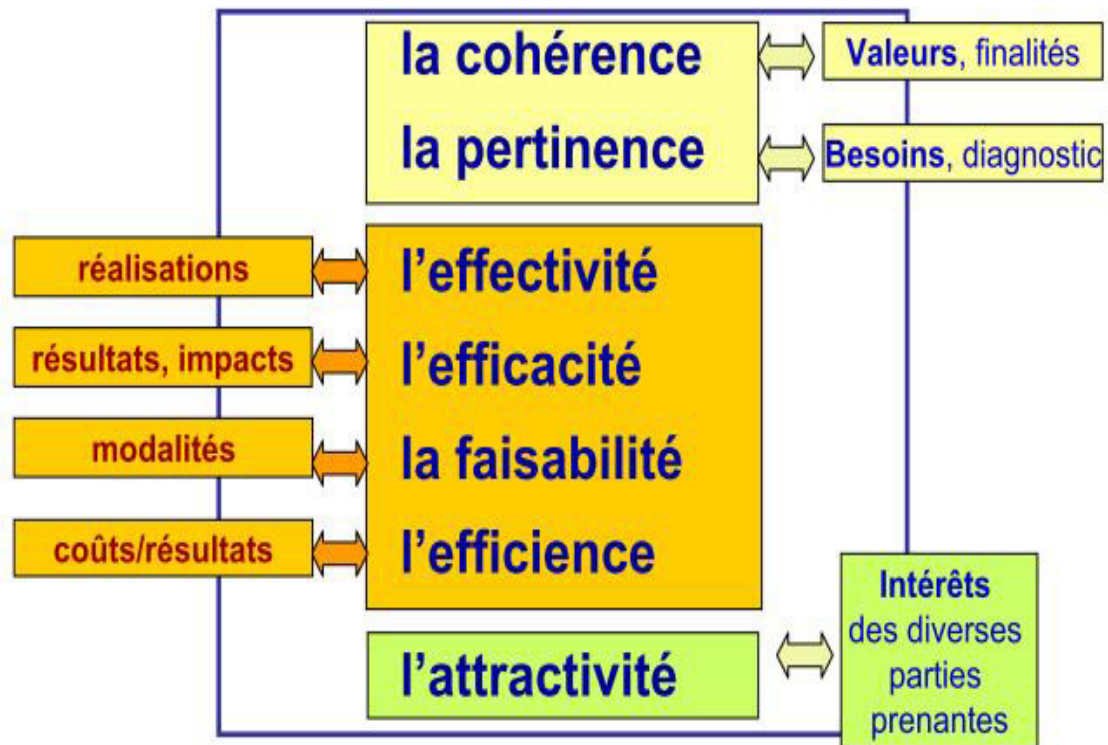 la cohérence
Valeurs, finalités
la pertinence
Besoins, diagnostic
réalisations
l’effectivité
résultats, impacts
l’efficacité
modalités
la faisabilité
coûts/résultats
l’efficience
l’attractivité
Intérêts
des diverses
parties
prenantes